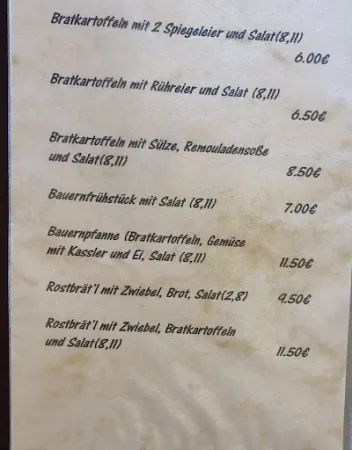 Bratkartoffeln mit 2 Spiegeleier und Salat(8,11)
6.00€
Bratkartoffeln mit Rühreier und Salat (8,11)
6.50€
Bratkartoffeln mit Sülze, Remouladensoße
und Salat(8,11)
8.50€
Bauernfrühstück mit Salat (8,11)
7.00€
Bauernpfanne (Bratkartoffeln, Gemüse
mit Kassler und Ei, Salat (8,11)
11.50€
Rostbrät'l mit Zwiebel, Brot, Salat(2,8)
9,50€
Rostbrät'l mit Zwiebel, Bratkartoffeln
und Salat(8,11)
11.50€